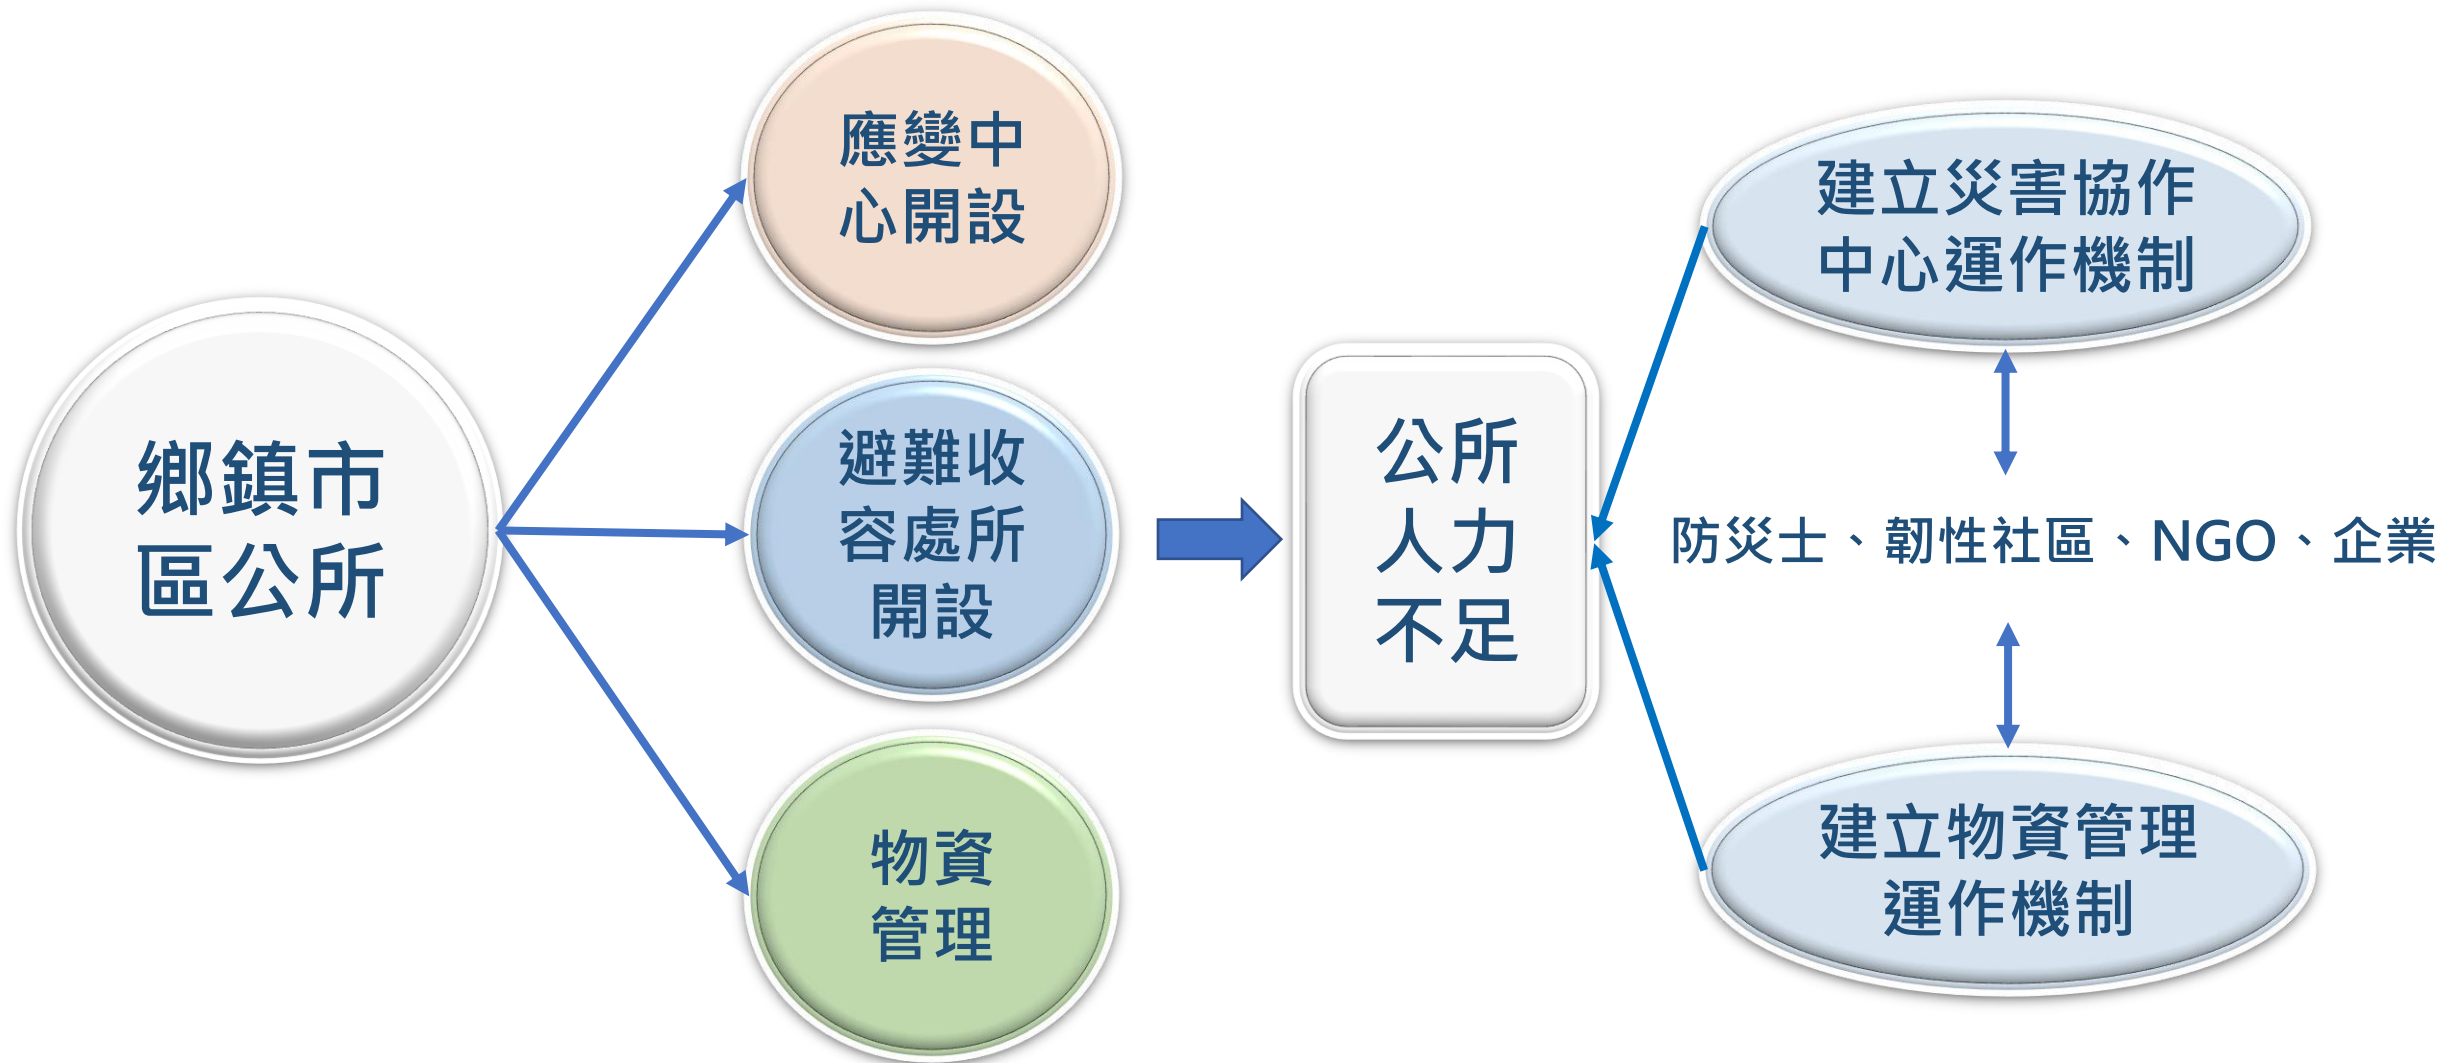 鄉鎮市
區公所
應變中
心開設
避難收
容處所
開設
物資
管理
公所
人力
不足
建立災害協作
中心運作機制
防災士、韌性社區、NGO、企業
建立物資管理
運作機制